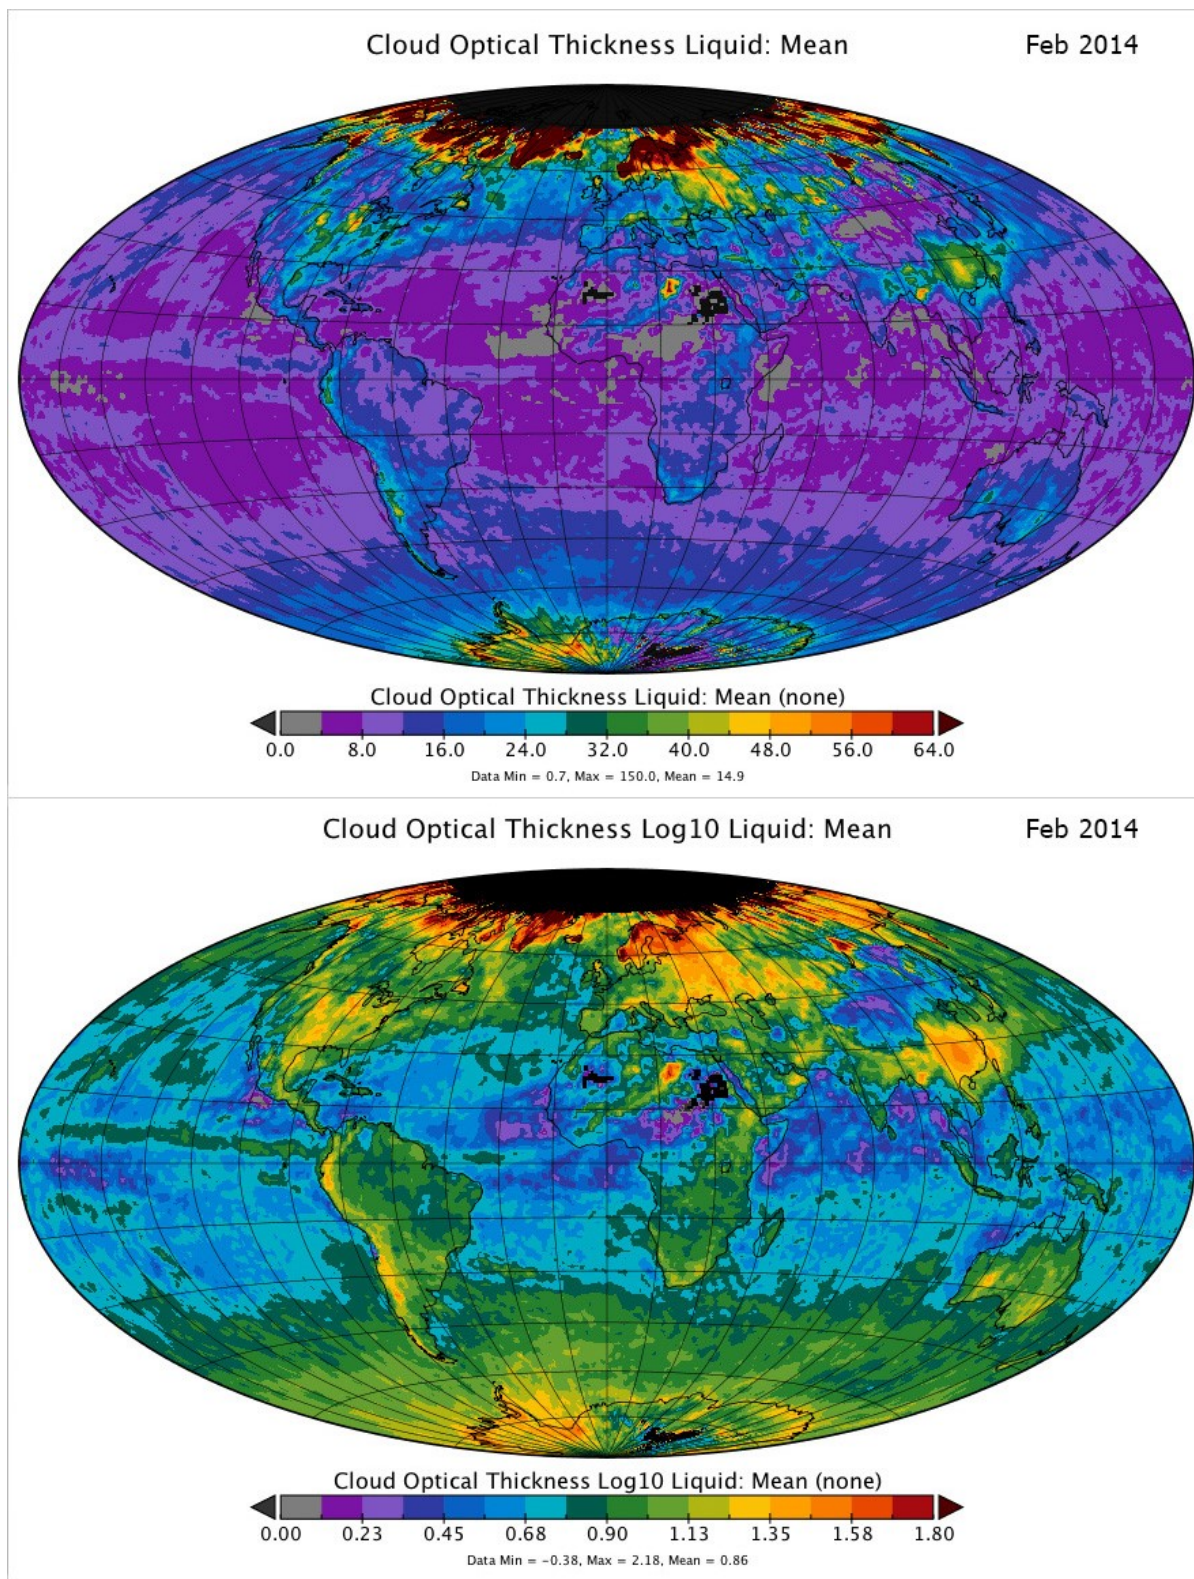 Cloud Optical Thickness Liquid: Mean Feb 2014
Cloud Optical Thickness Liquid: Mean (none)
0.0 8.0 16.0 24.0 32.0 40.0 48.0 56.0 64.0
Data Min = 0.7, Max = 150.0, Mean = 14.9
Cloud Optical Thickness Log10 Liquid: Mean Feb 2014
Cloud Optical Thickness Log10 Liquid: Mean (none)
0.00 0.23 0.45 0.68 0.90 1.13 1.35 1.58 1.80
Data Min = −0.38, Max = 2.18, Mean = 0.86